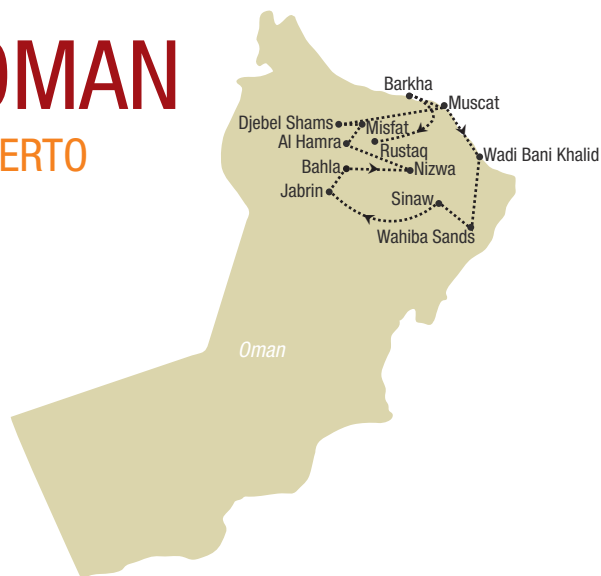 OMAN
ERTO
Barkha
Muscat
Djebel Shams
Misfat
Al Hamra
Rustaq
Wadi Bani Khalid
Bahla
Nizwa
Jabrin
Sinaw
Wahiba Sands
Oman